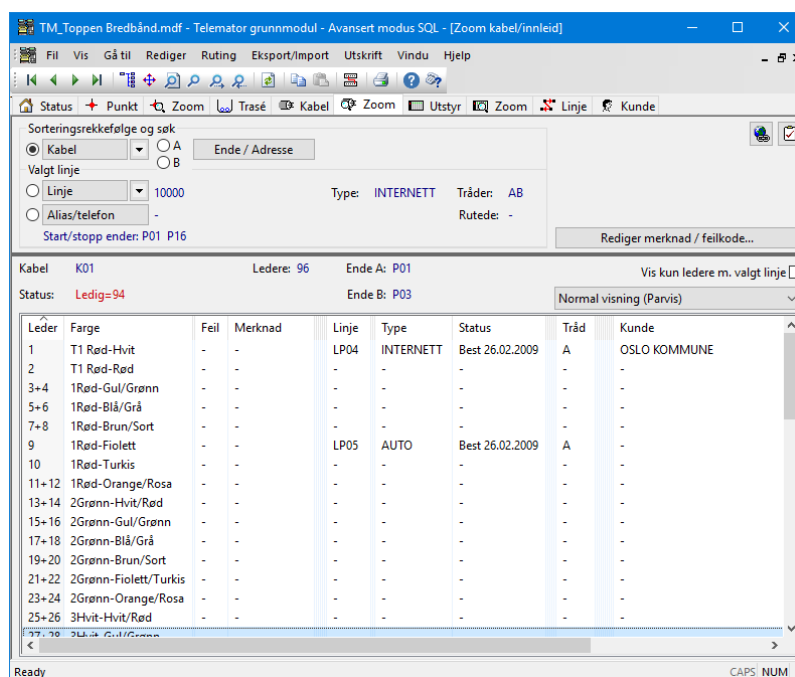 TM_Toppen Bredbånd.mdf - Telemator grunnmodul - Avansert modus SQL - [Zoom kabel/innleid]
Fil Vis Gå til Rediger Ruting Eksport/Import Utskrift Vindu Hjelp
Status Punkt Zoom Trasé Kabel Zoom Utstyr Zoom Linje Kunde
Sorteringsrekkefølge og søk
Kabel A B Ende / Adresse
Valgt linje
Linje 10000 Type: INTERNETT Tråder: AB
Alias/telefon - Rutede: -
Start/stopp ender: P01 P16
Rediger merknad / feilkode...
Kabel K01 Ledere: 96 Ende A: P01 Vis kun ledere m. valgt linje
Status: Ledig=94 Ende B: P03 Normal visning (Parvis)
Leder Farge Feil Merknad Linje Type Status Tråd Kunde
1 T1 Rød-Hvit - - LP04 INTERNETT Best 26.02.2009 A OSLO KOMMUNE
2 T1 Rød-Rød - - - - - - -
3+4 1Rød-Gul/Grønn - - - - - - -
5+6 1Rød-Blå/Grå - - - - - - -
7+8 1Rød-Brun/Sort - - - - - - -
9 1Rød-Fiolett - - LP05 AUTO Best 26.02.2009 A -
10 1Rød-Turkis - - - - - - -
11+12 1Rød-Orange/Rosa - - - - - - -
13+14 2Grønn-Hvit/Rød - - - - - - -
15+16 2Grønn-Gul/Grønn - - - - - - -
17+18 2Grønn-Blå/Grå - - - - - - -
19+20 2Grønn-Brun/Sort - - - - - - -
21+22 2Grønn-Fiolett/Turkis - - - - - - -
23+24 2Grønn-Orange/Rosa - - - - - - -
25+26 3Hvit-Hvit/Rød - - - - - - -
27+28 3Hvit-Gul/Grønn
Ready CAPS NUM